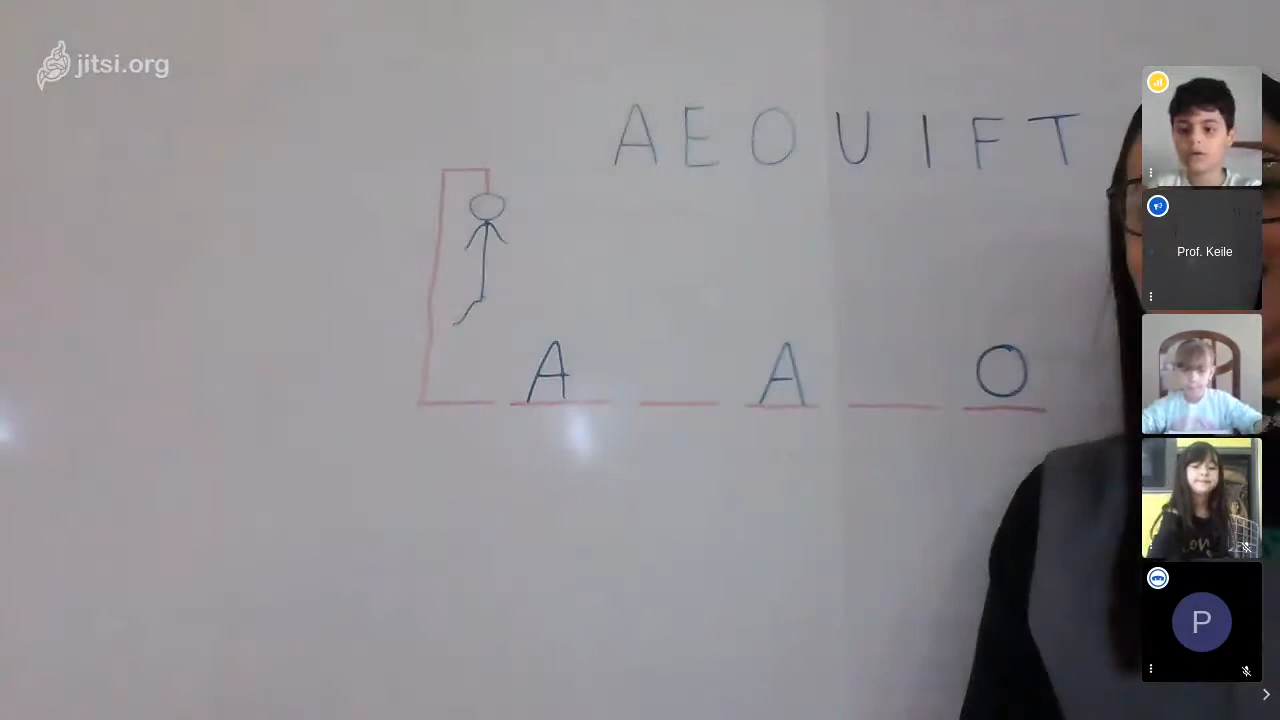 jitsi.org
A E O U I F T
Prof. Keile
A _ A _ O
P